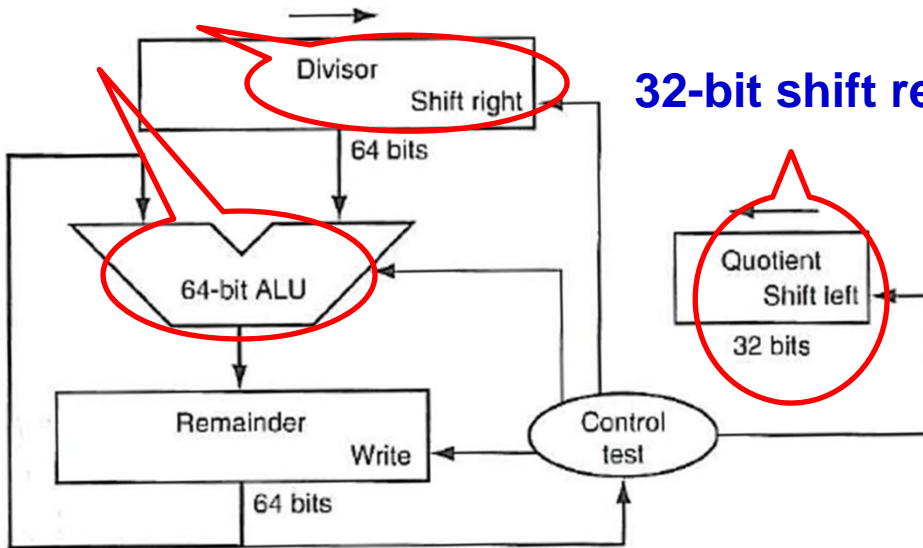 Divisor
Shift right
32-bit shift re
64 bits
64-bit ALU
Quotient
Shift left
32 bits
Remainder
Write
Control
test
64 bits